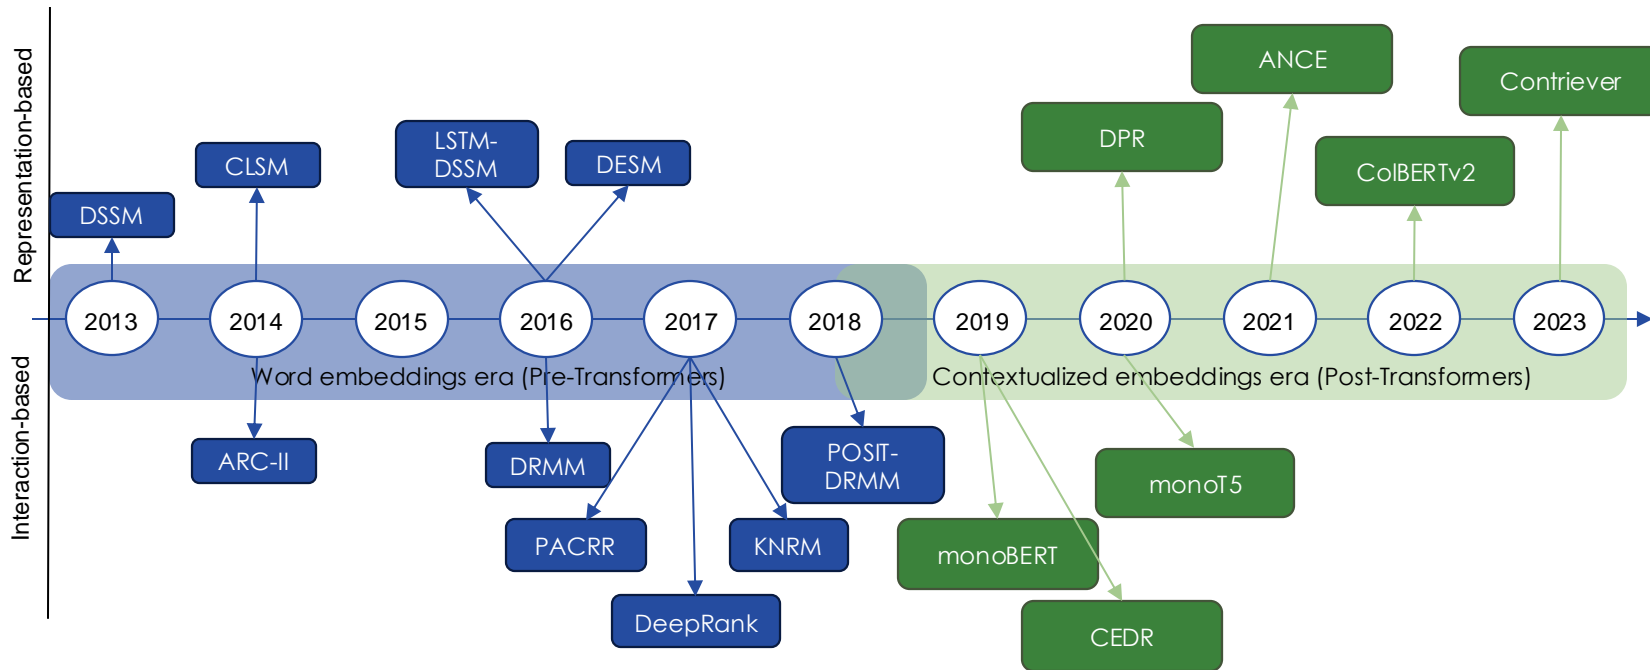 Representation-based
Interaction-based
DSSM
CLSM
LSTM-
DSSM
DESM
DPR
ANCE
ColBERTv2
Contriever
2013
2014
2015
2016
2017
2018
2019
2020
2021
2022
2023
Word embeddings era (Pre-Transformers)
Contextualized embeddings era (Post-Transformers)
ARC-II
DRMM
PACRR
DeepRank
KNRM
POSIT-
DRMM
monoBERT
CEDR
monoT5